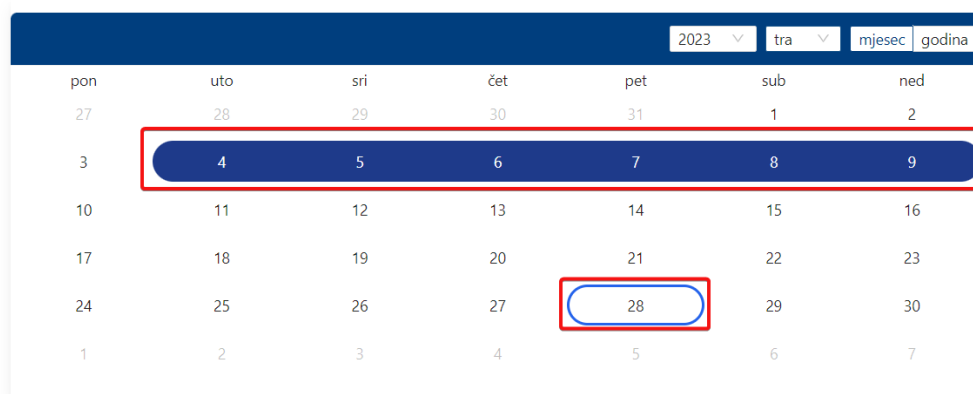 2023 tra mjesec godina
pon uto sri čet pet sub ned
27 28 29 30 31 1 2
3 4 5 6 7 8 9
10 11 12 13 14 15 16
17 18 19 20 21 22 23
24 25 26 27 28 29 30
1 2 3 4 5 6 7